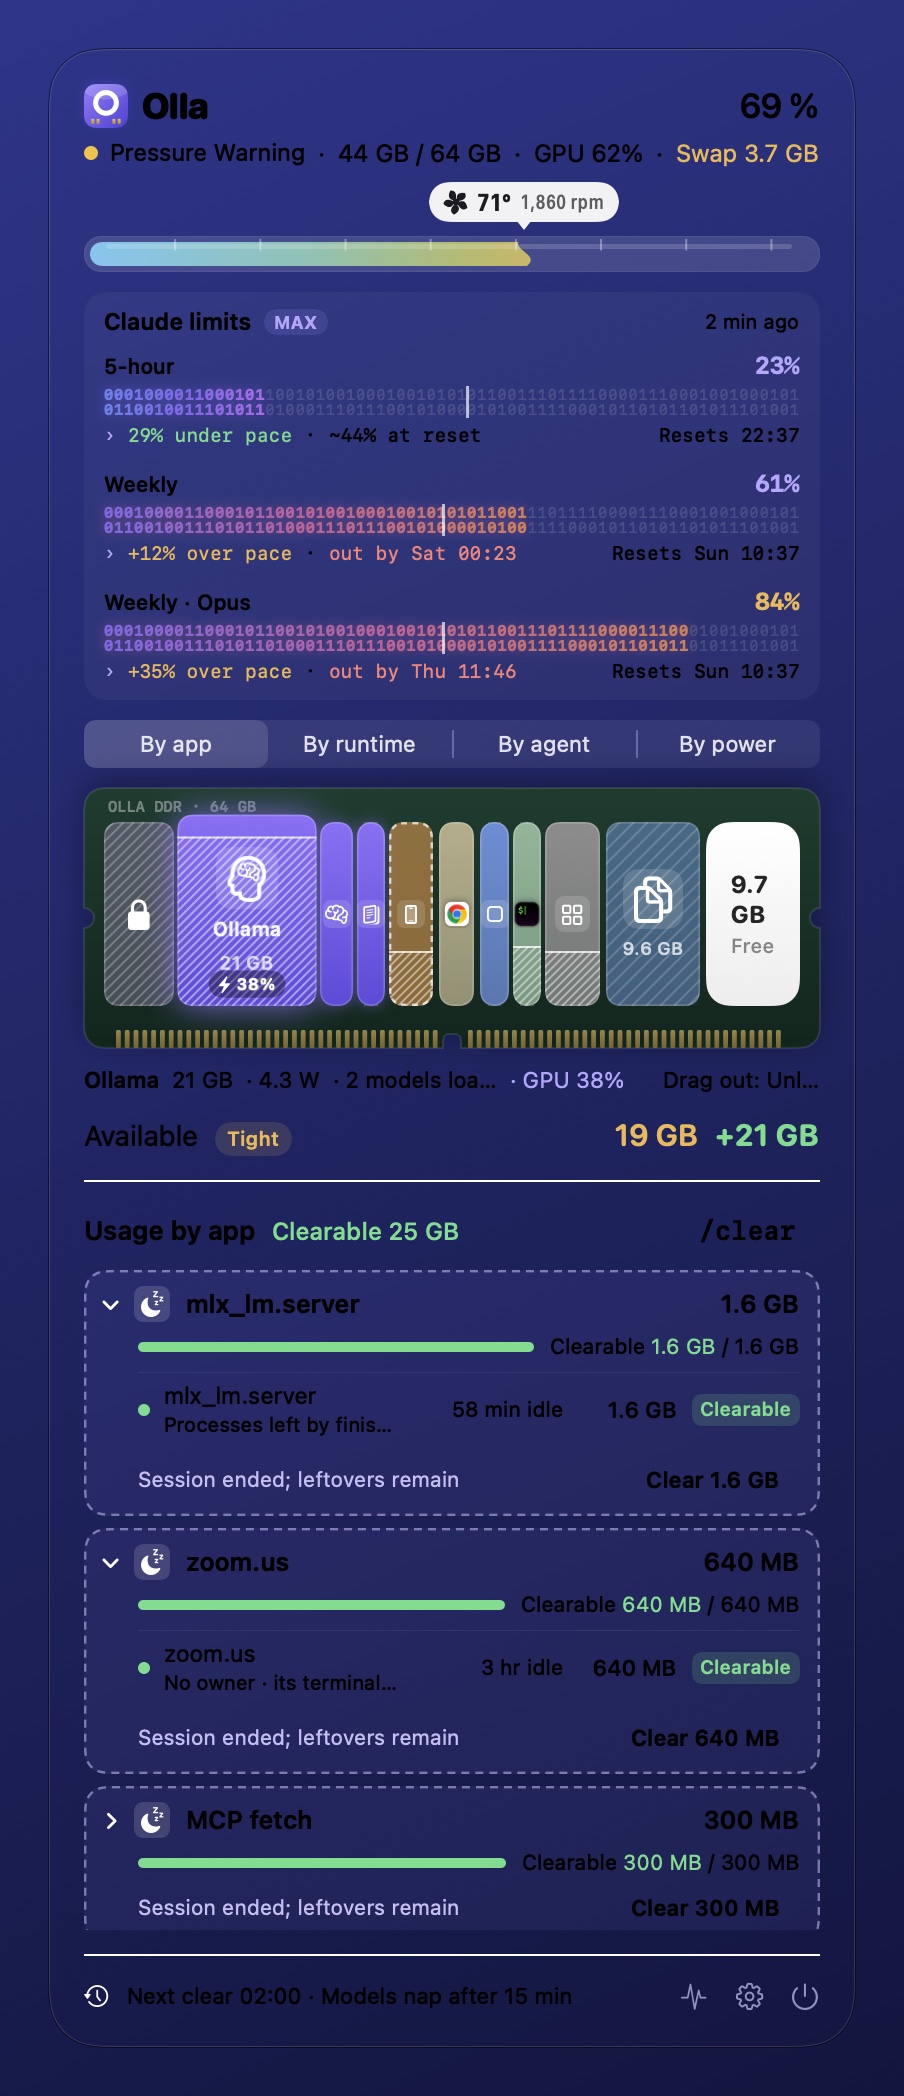 Olla
69 %
Pressure Warning · 44 GB / 64 GB · GPU 62% · Swap 3.7 GB
71° 1,860 rpm
Claude limits MAX
2 min ago
5-hour
23%
› 29% under pace · ~44% at reset
Resets 22:37
Weekly
61%
› +12% over pace · out by Sat 00:23
Resets Sun 10:37
Weekly · Opus
84%
› +35% over pace · out by Thu 11:46
Resets Sun 10:37
By app
By runtime
By agent
By power
OLLA DDR · 64 GB
Ollama
21 GB
38%
$|
9.6 GB
9.7
GB
Free
Ollama 21 GB · 4.3 W · 2 models loa... · GPU 38%
Drag out: Unl...
Available Tight
19 GB +21 GB
Usage by app Clearable 25 GB
/clear
mlx_lm.server
1.6 GB
Clearable 1.6 GB / 1.6 GB
mlx_lm.server
Processes left by finis...
58 min idle
1.6 GB
Clearable
Session ended; leftovers remain
Clear 1.6 GB
zoom.us
640 MB
Clearable 640 MB / 640 MB
zoom.us
No owner · its terminal...
3 hr idle
640 MB
Clearable
Session ended; leftovers remain
Clear 640 MB
MCP fetch
300 MB
Clearable 300 MB / 300 MB
Session ended; leftovers remain
Clear 300 MB
Next clear 02:00 · Models nap after 15 min